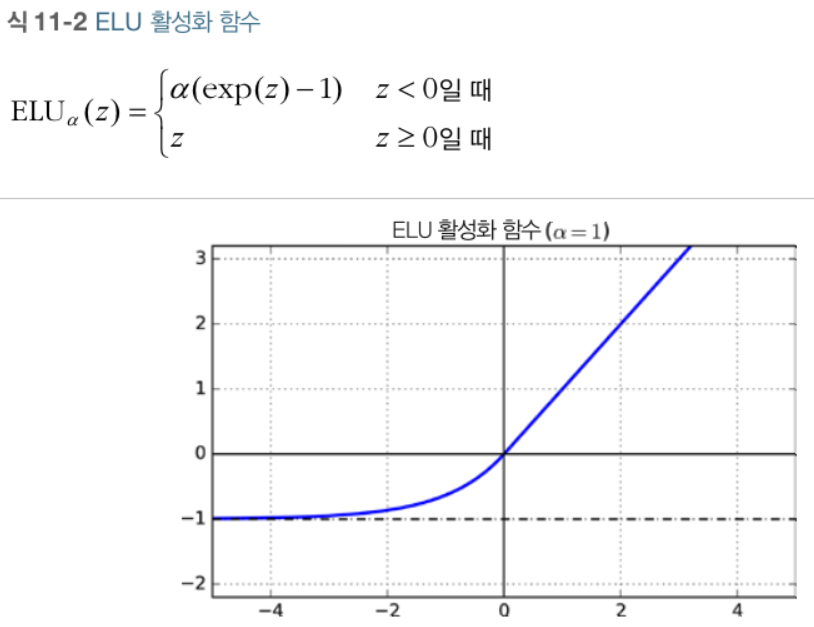 식 11-2 ELU 활성화 함수
ELU_α(z) = { α(exp(z) − 1) z < 0일 때
z z ≥ 0일 때
ELU 활성화 함수 (α = 1)
3
2
1
0
−1
−2
−4 −2 0 2 4